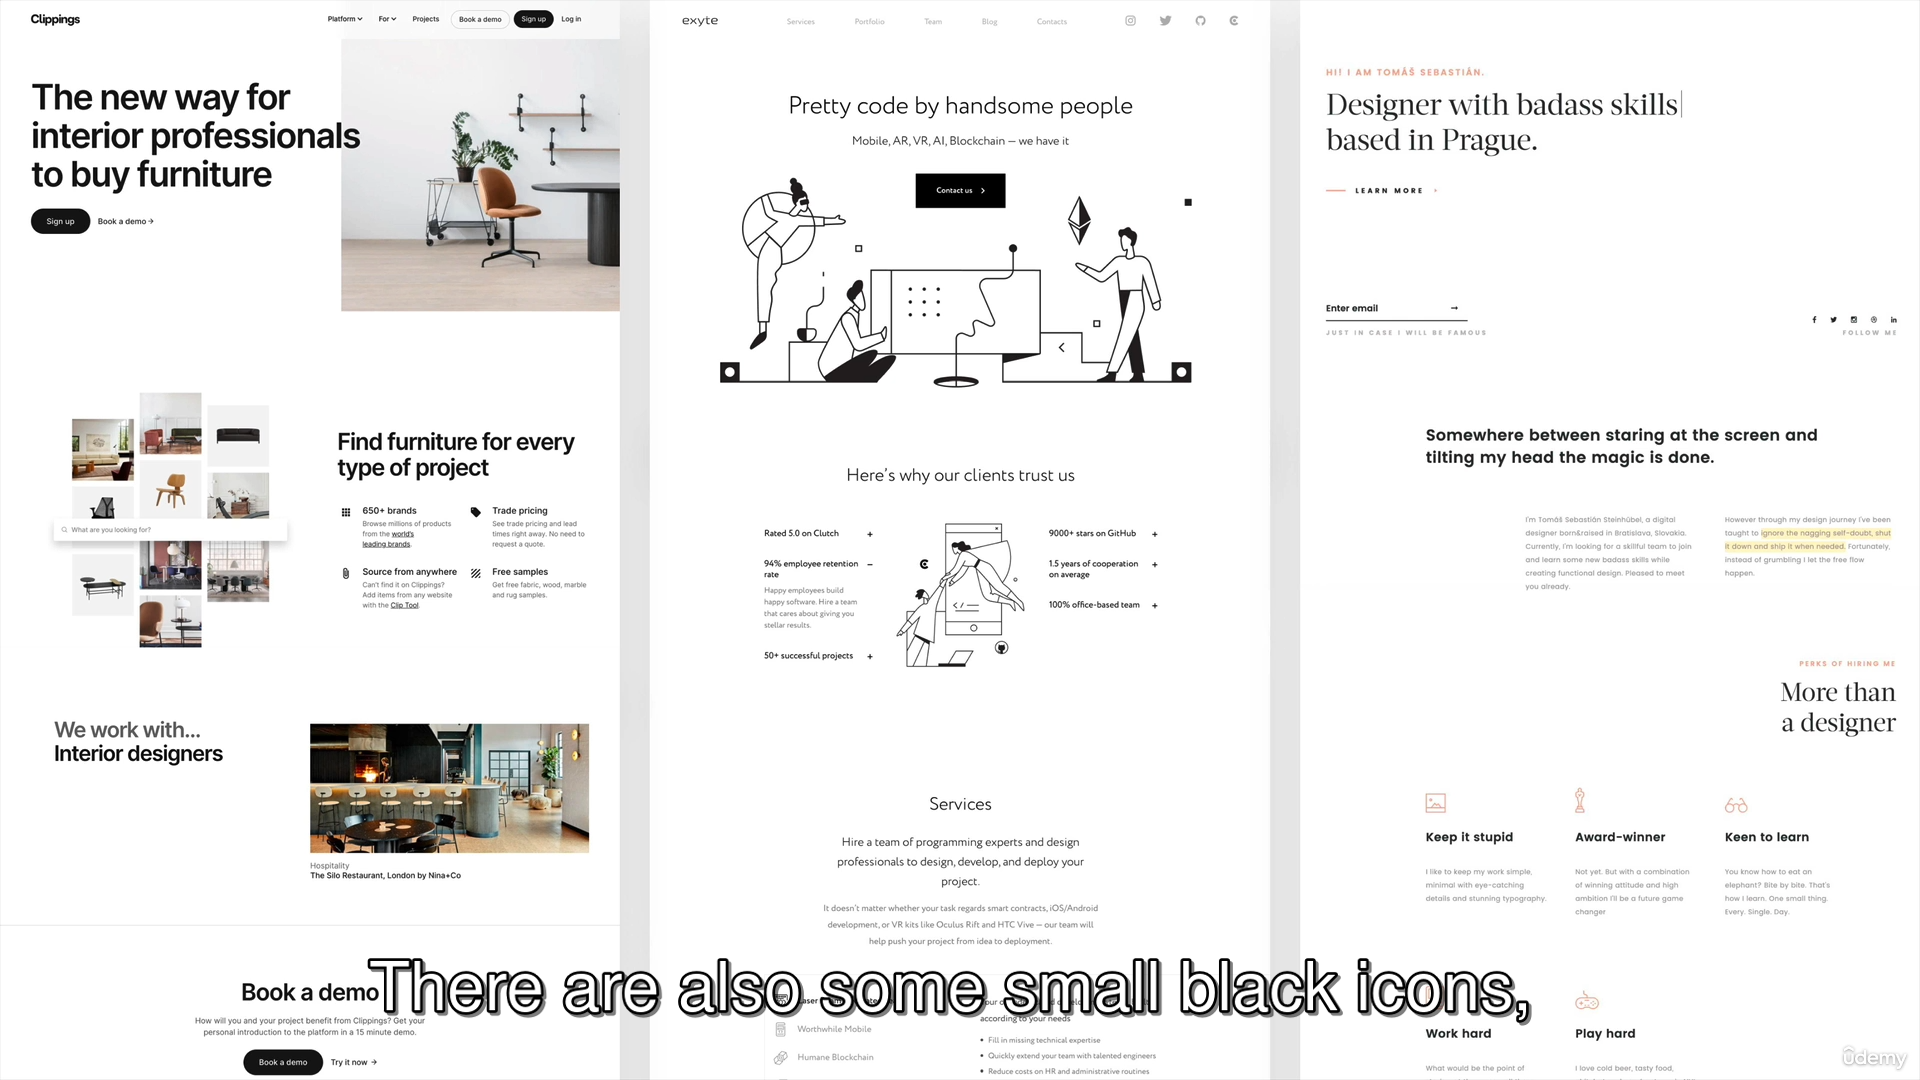 Clippings
Platform For Projects Book a demo Sign up Log in
The new way for
interior professionals
to buy furniture
Sign up Book a demo →
What are you looking for?
Find furniture for every
type of project
650+ brands
Browse millions of products
from the world's
leading brands.
Trade pricing
See trade pricing and lead
times right away. No need to
request a quote.
Source from anywhere
Can't find it on Clippings?
Add items from any website
with the Clip Tool.
Free samples
Get free fabric, wood, marble
and rug samples.
We work with...
Interior designers
Hospitality
The Silo Restaurant, London by Nina+Co
Book a demo
How will you and your project benefit from Clippings? Get your
personal introduction to the platform in a 15 minute demo.
Book a demo Try it now →
exyte
Services Portfolio Team Blog Contacts
Pretty code by handsome people
Mobile, AR, VR, AI, Blockchain — we have it
Contact us >
Here's why our clients trust us
Rated 5.0 on Clutch +
94% employee retention –
rate
Happy employees build
happy software. Hire a team
that cares about giving you
stellar results.
50+ successful projects +
</>
9000+ stars on GitHub +
1.5 years of cooperation +
on average
100% office-based team +
Services
Hire a team of programming experts and design
professionals to design, develop, and deploy your
project.
It doesn't matter whether your task regards smart contracts, iOS/Android
development, or VR kits like Oculus Rift and HTC Vive — our team will
help push your project from idea to deployment.
Worthwhile Mobile
Humane Blockchain
according to your needs
• Fill in missing technical expertise
• Quickly extend your team with talented engineers
• Reduce costs on HR and administrative routines
HI! I AM TOMÁŠ SEBASTIÁN.
Designer with badass skills|
based in Prague.
LEARN MORE
Enter email →
JUST IN CASE I WILL BE FAMOUS
FOLLOW ME
Somewhere between staring at the screen and
tilting my head the magic is done.
I'm Tomáš Sebastián Steinhübel, a digital
designer born&raised in Bratislava, Slovakia.
Currently, I'm looking for a skillful team to join
and learn some new badass skills while
creating functional design. Pleased to meet
you already.
However through my design journey I've been
taught to ignore the nagging self-doubt, shut
it down and ship it when needed. Fortunately,
instead of grumbling I let the free flow
happen.
PERKS OF HIRING ME
More than
a designer
Keep it stupid
I like to keep my work simple,
minimal with eye-catching
details and stunning typography.
Award-winner
Not yet. But with a combination
of winning attitude and high
ambition I'll be a future game
changer
Keen to learn
You know how to eat an
elephant? Bite by bite. That's
how I learn. One small thing.
Every. Single. Day.
Work hard
What would be the point of
Play hard
I love cold beer, tasty food,
There are also some small black icons,
ûdemy